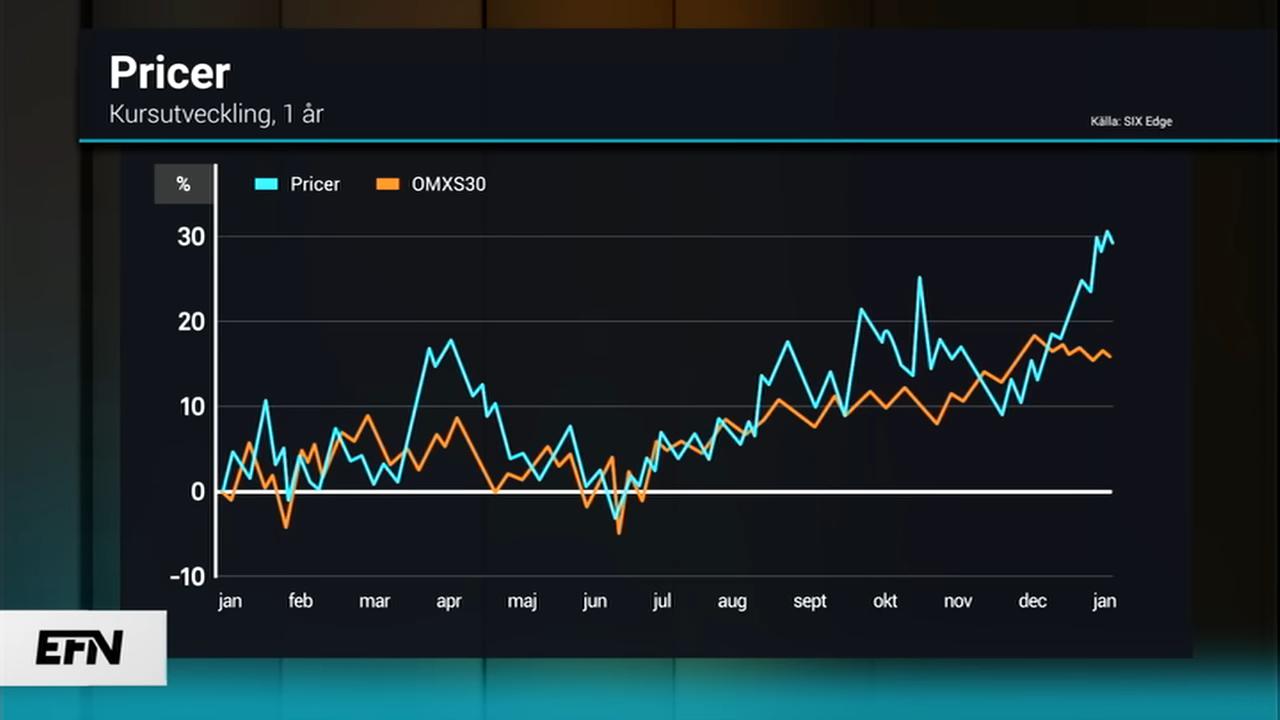 Pricer
Kursutveckling, 1 år
Källa: SIX Edge
% Pricer OMXS30
30
20
10
0
-10
jan feb mar apr maj jun jul aug sept okt nov dec jan
EFN